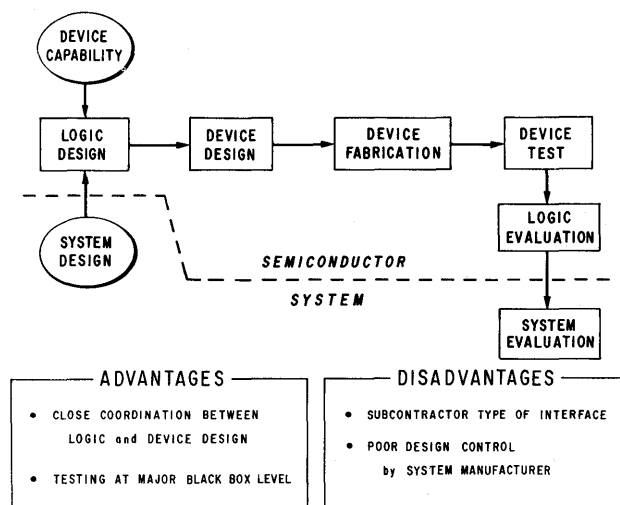 DEVICE
CAPABILITY
LOGIC
DESIGN
DEVICE
DESIGN
DEVICE
FABRICATION
DEVICE
TEST
LOGIC
EVALUATION
SYSTEM
DESIGN
SEMICONDUCTOR
SYSTEM
SYSTEM
EVALUATION
ADVANTAGES
• CLOSE COORDINATION BETWEEN
LOGIC and DEVICE DESIGN
• TESTING AT MAJOR BLACK BOX LEVEL
DISADVANTAGES
• SUBCONTRACTOR TYPE OF INTERFACE
• POOR DESIGN CONTROL
by SYSTEM MANUFACTURER